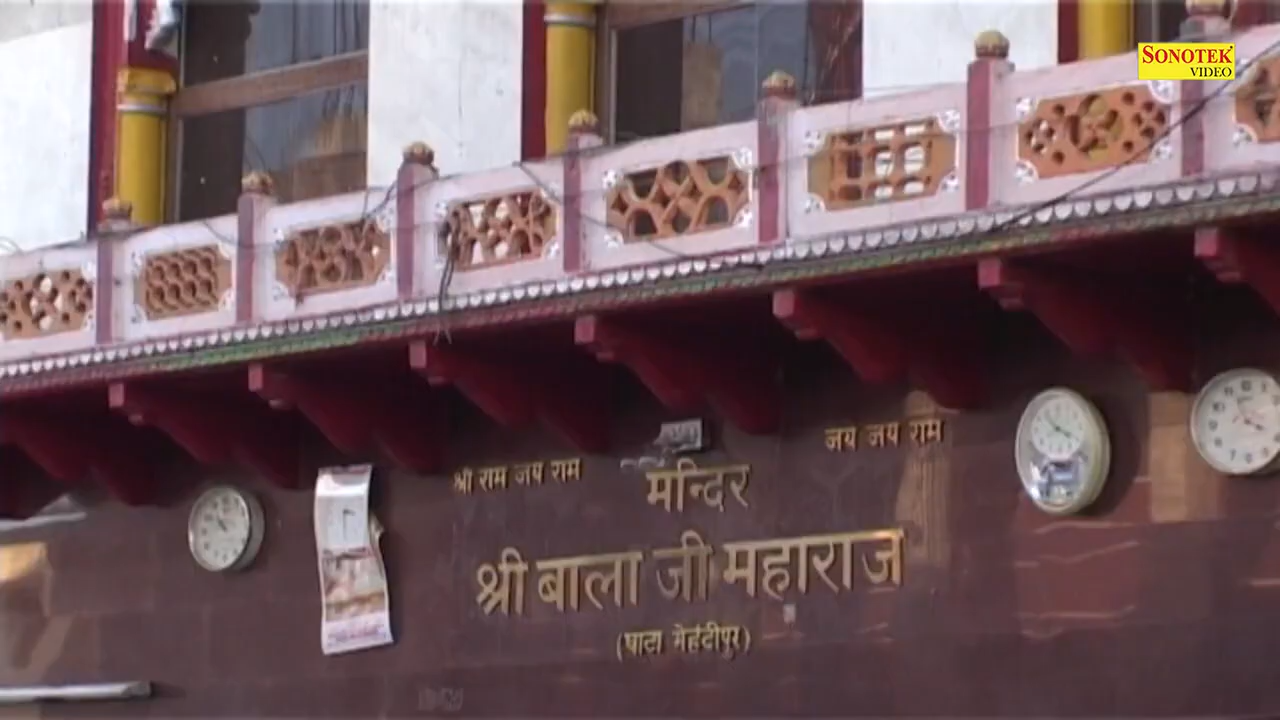 SONOTEK
VIDEO
श्री राम जय राम
जय जय राम
मन्दिर
श्री बाला जी महाराज
(घाटा मेहंदीपुर)